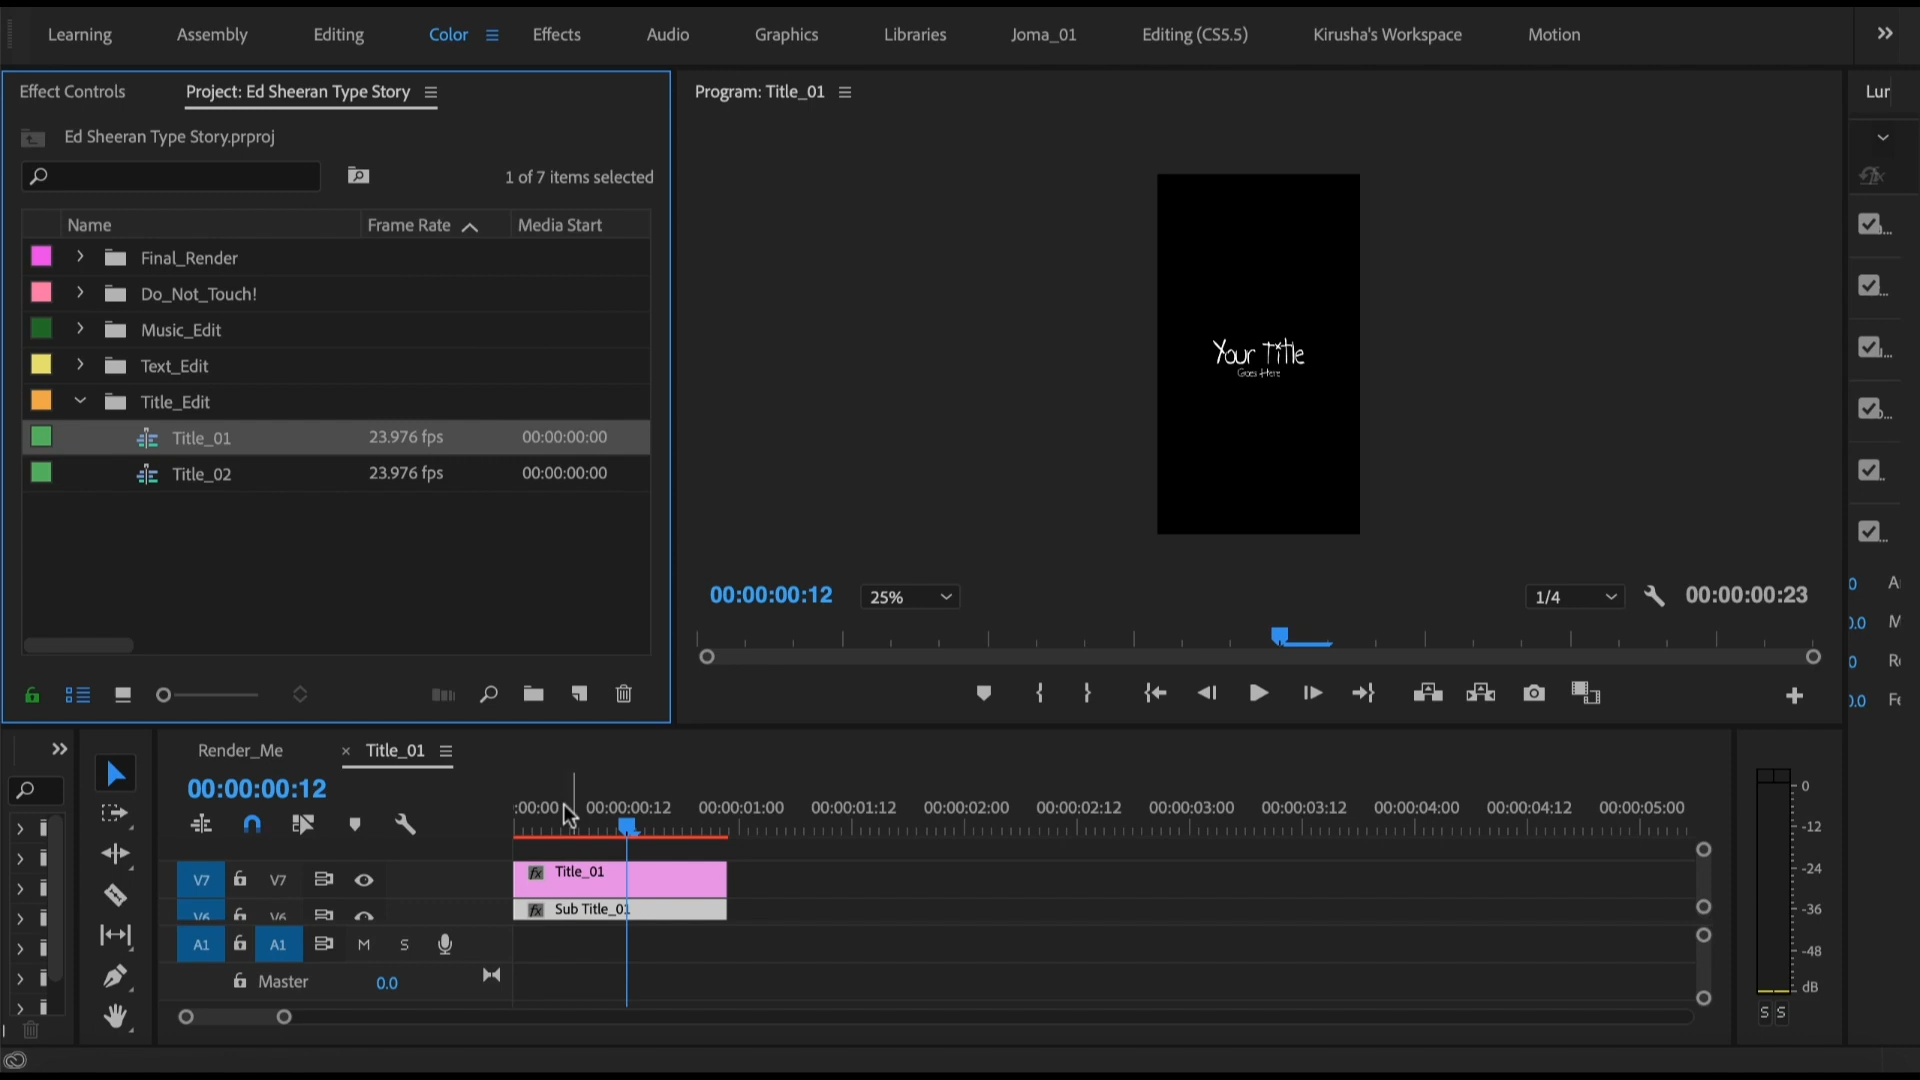 Learning Assembly Editing Color Effects Audio Graphics Libraries Joma_01 Editing (CS5.5) Kirusha's Workspace Motion
Effect Controls Project: Ed Sheeran Type Story
Ed Sheeran Type Story.prproj
1 of 7 items selected
Name Frame Rate Media Start
Final_Render
Do_Not_Touch!
Music_Edit
Text_Edit
Title_Edit
Title_01 23.976 fps 00:00:00:00
Title_02 23.976 fps 00:00:00:00
Program: Title_01
Your Title
Goes Here
00:00:00:12 25% 1/4 00:00:00:23
Lur
Render_Me × Title_01
00:00:00:12
:00:00 00:00:00:12 00:00:01:00 00:00:01:12 00:00:02:00 00:00:02:12 00:00:03:00 00:00:03:12 00:00:04:00 00:00:04:12 00:00:05:00
V7 V7 fx Title_01
V6 V6 fx Sub Title_01
A1 A1 M S
Master 0.0
0
-12
-24
-36
-48
dB
S S